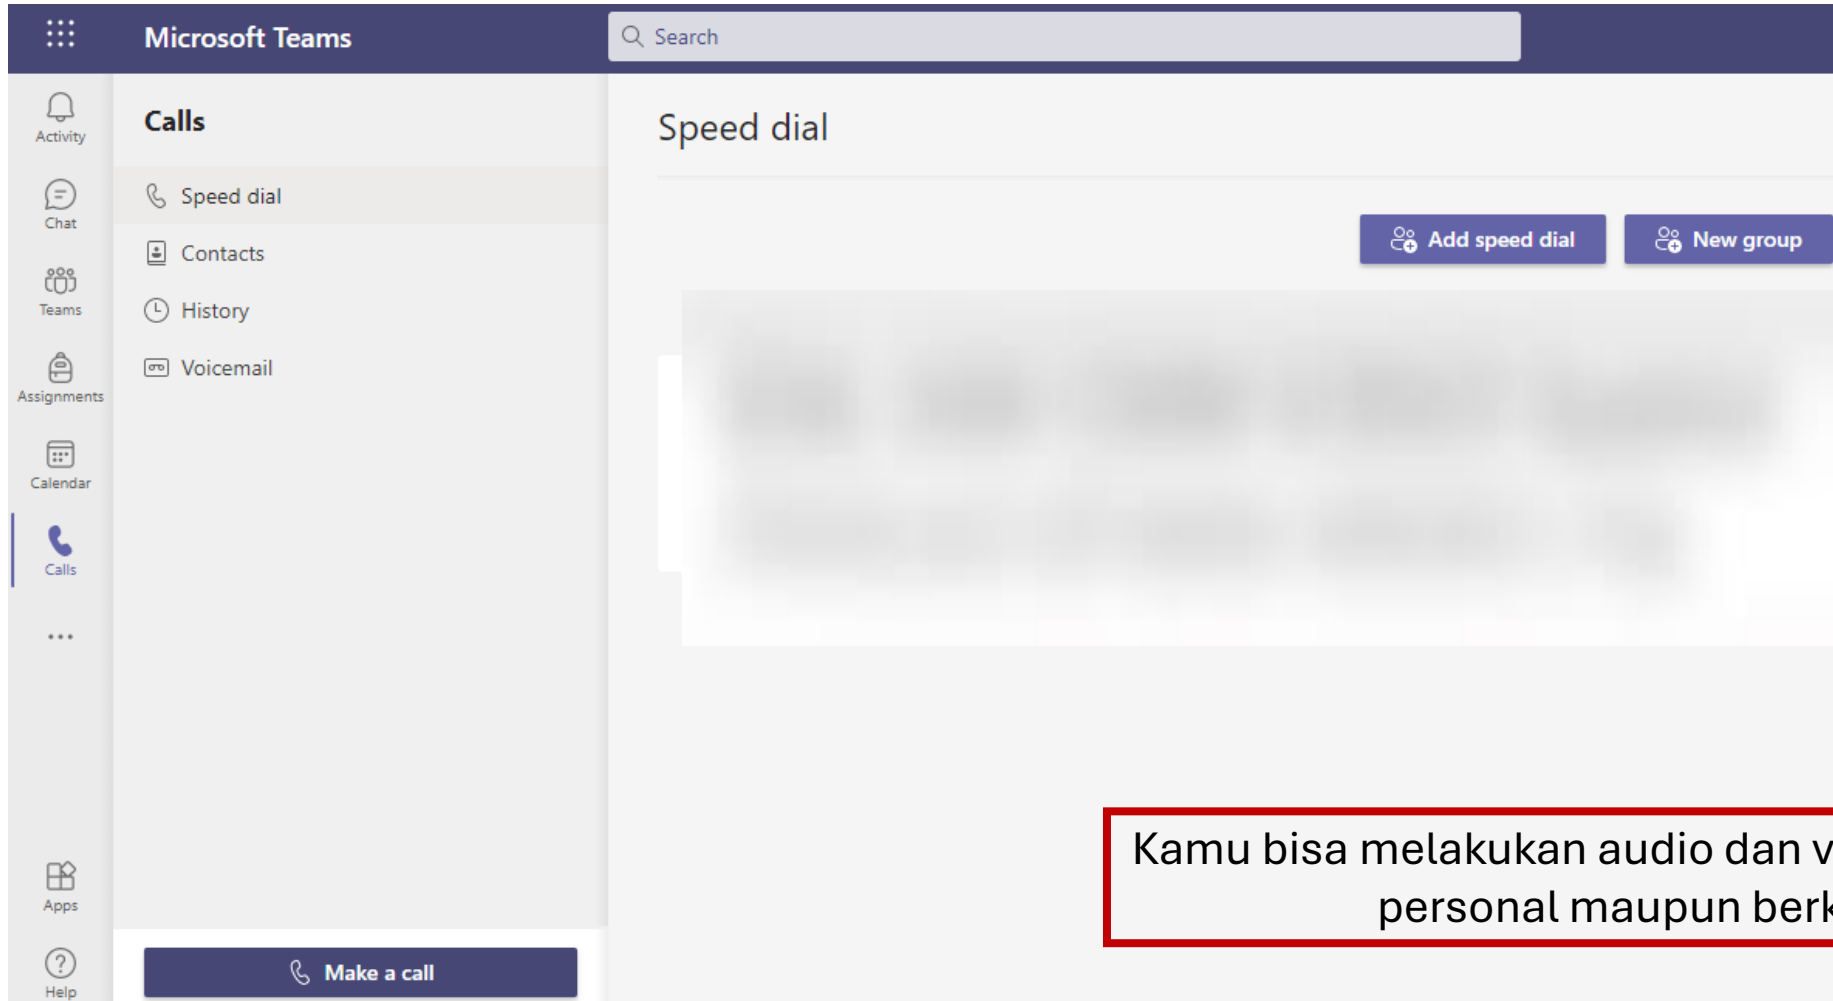 Microsoft Teams
Search
Activity
Chat
Teams
Assignments
Calendar
Calls
Apps
Help
Calls
Speed dial
Contacts
History
Voicemail
Make a call
Speed dial
Add speed dial
New group
Kamu bisa melakukan audio dan
personal maupun